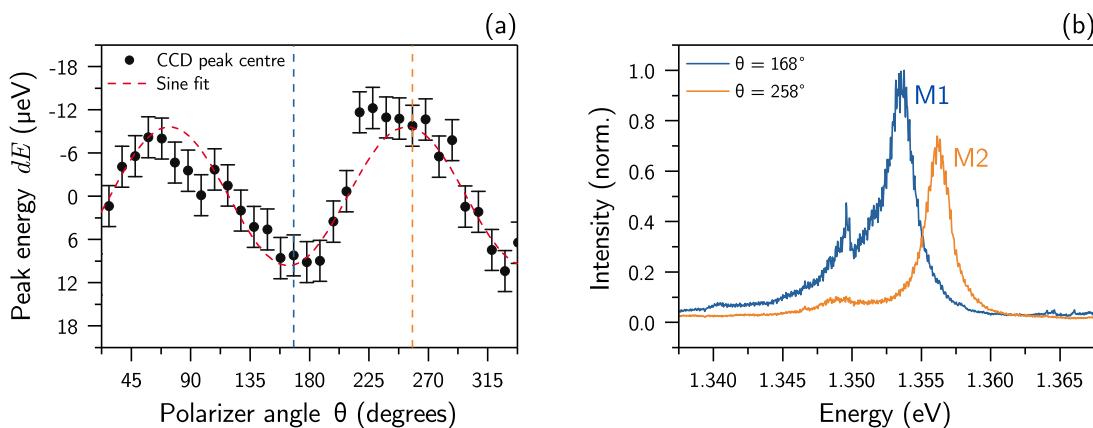 (a)
CCD peak centre
Sine fit
-18
-12
-6
0
6
12
18
Peak energy dE (μeV)
45 90 135 180 225 270 315
Polarizer angle θ (degrees)
(b)
θ = 168°
θ = 258°
M1
M2
1.0
0.8
0.6
0.4
0.2
0.0
Intensity (norm.)
1.340 1.345 1.350 1.355 1.360 1.365
Energy (eV)